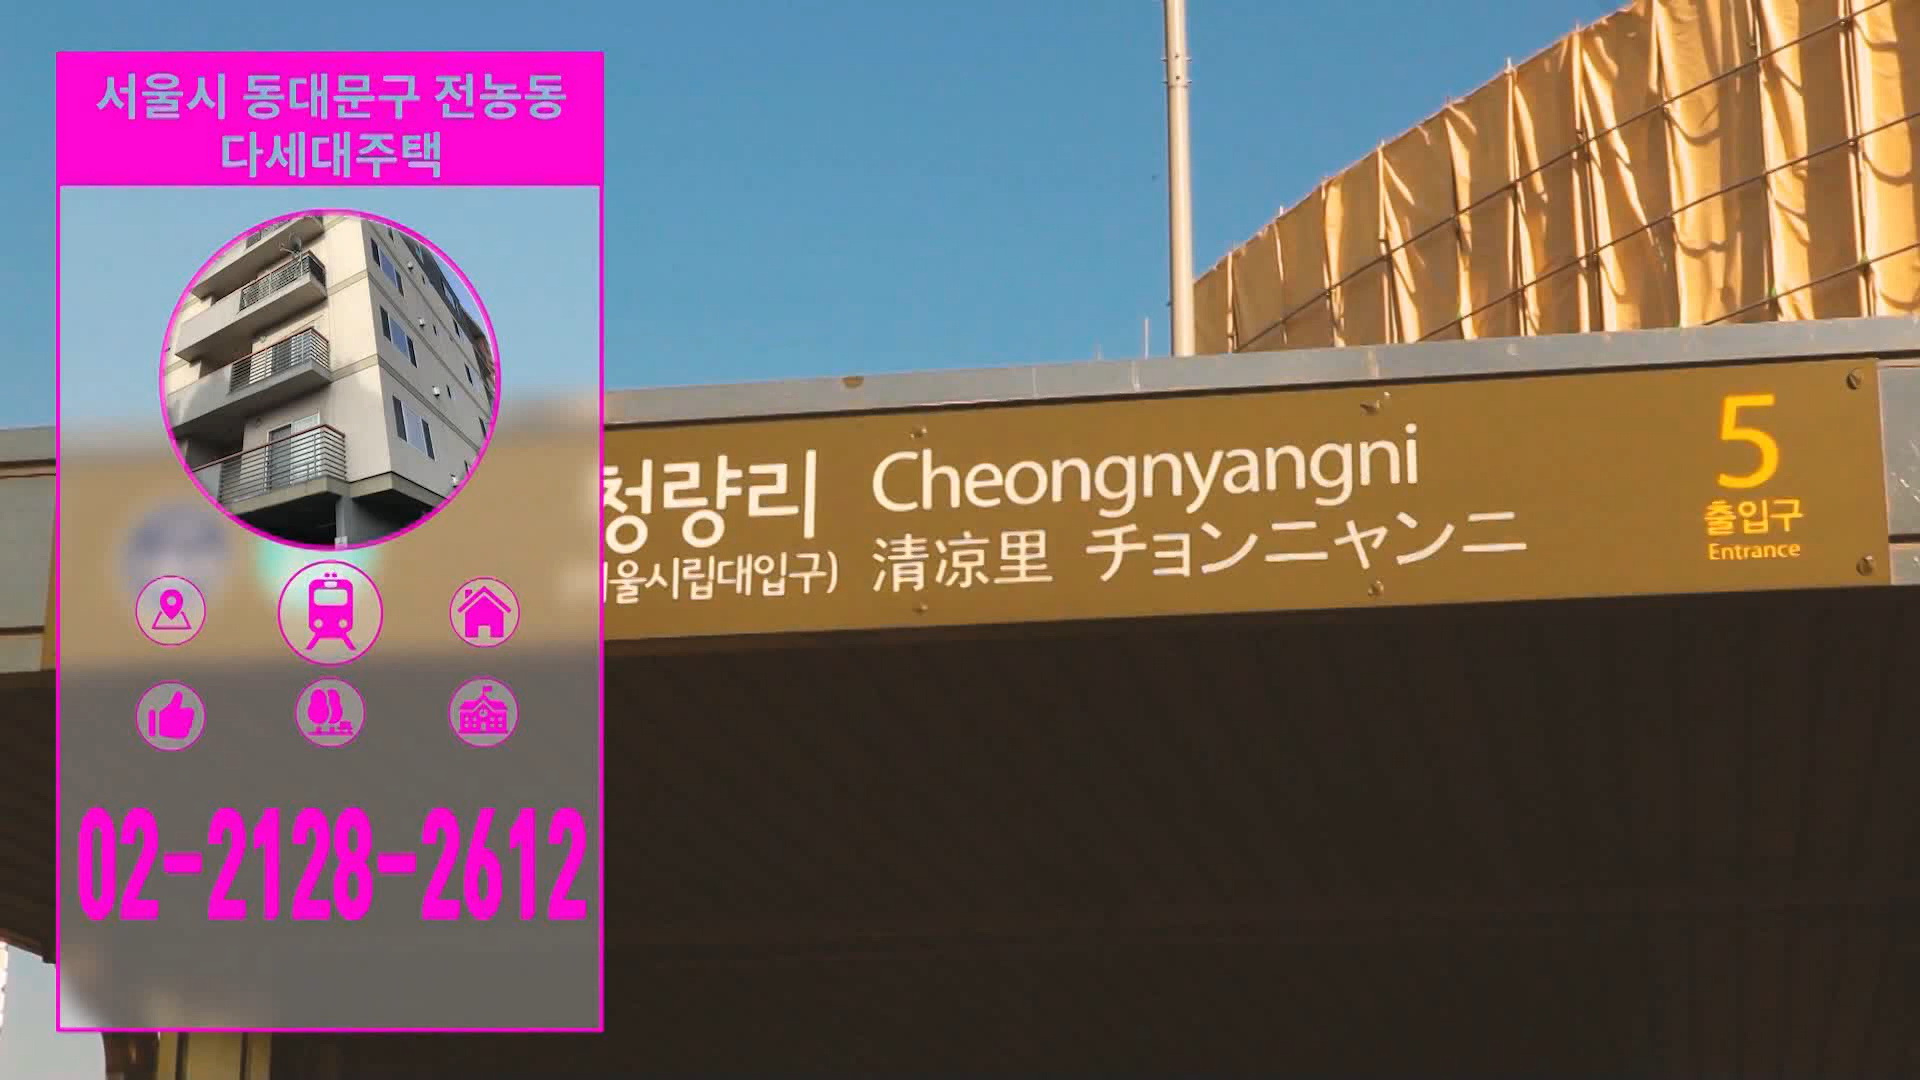 서울시 동대문구 전농동
다세대주택
02-2128-2612
청량리 Cheongnyangni
울시립대입구) 清凉里 チョンニャンニ
5
출입구
Entrance